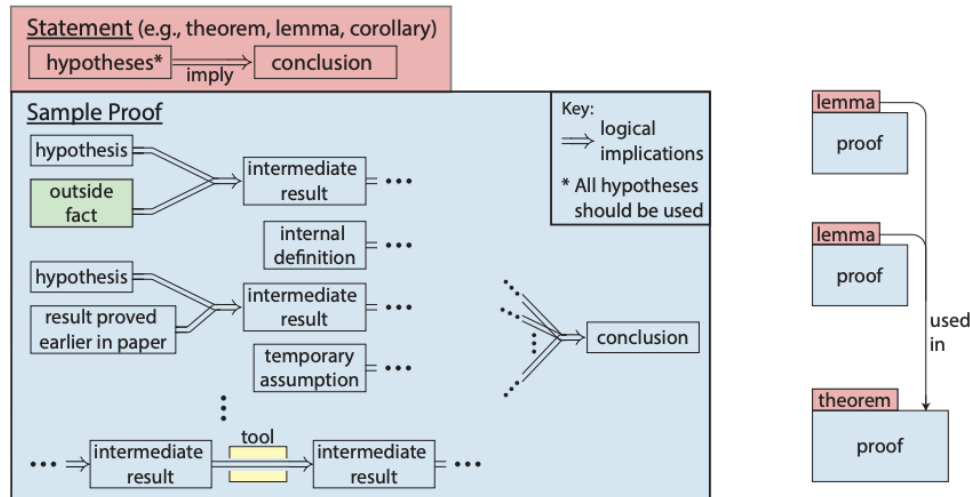 Statement (e.g., theorem, lemma, corollary)
hypotheses*
imply
conclusion
Sample Proof
hypothesis
outside
fact
intermediate
result
internal
definition
hypothesis
result proved
earlier in paper
intermediate
result
temporary
assumption
conclusion
intermediate
result
tool
intermediate
result
Key:
logical
implications
* All hypotheses
should be used
lemma
proof
lemma
proof
used
in
theorem
proof